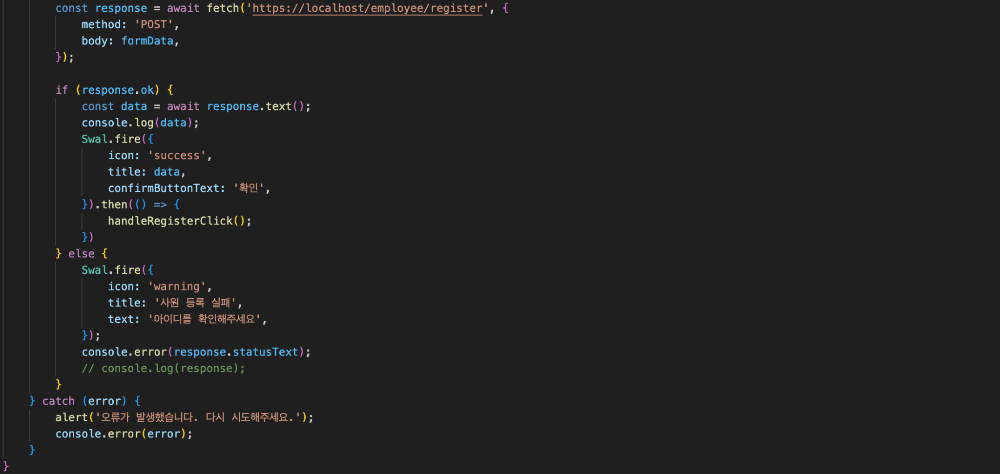 const response = await fetch('https://localhost/employee/register', {
method: 'POST',
body: formData,
});
if (response.ok) {
const data = await response.text();
console.log(data);
Swal.fire({
icon: 'success',
title: data,
confirmButtonText: '확인',
}).then(() => {
handleRegisterClick();
})
} else {
Swal.fire({
icon: 'warning',
title: '사원 등록 실패',
text: '아이디를 확인해주세요',
});
console.error(response.statusText);
// console.log(response);
}
} catch (error) {
alert('오류가 발생했습니다. 다시 시도해주세요.');
console.error(error);
}
}